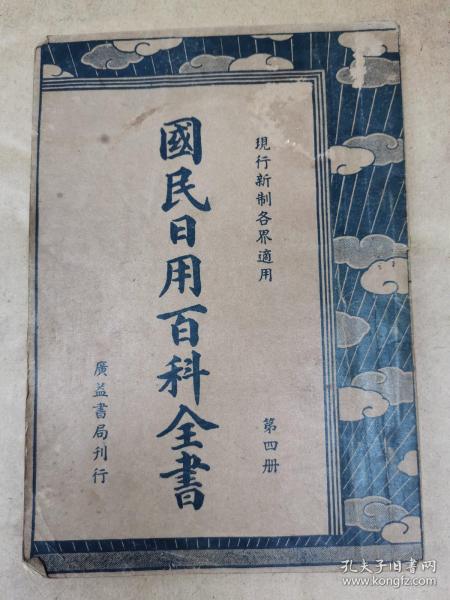 現行新制各界適用
第四册
國民日用百科全書
廣益書局刊行
孔夫子旧书网
www.kongfz.com